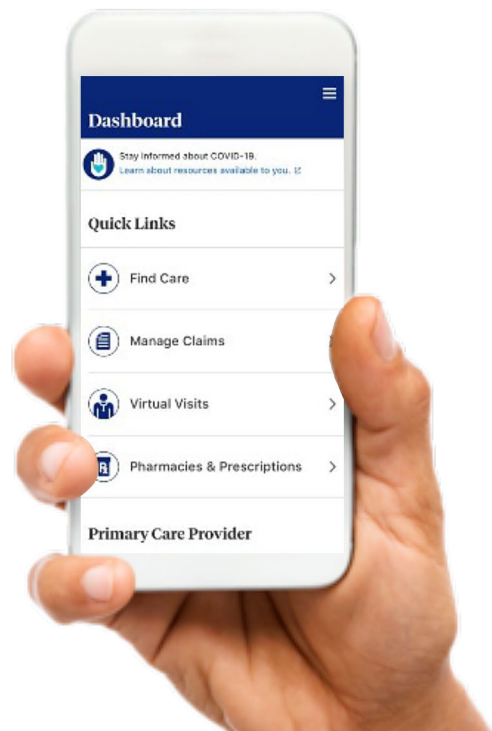 Dashboard
Stay informed about COVID-19.
Learn about resources available to you.
Quick Links
Find Care
Manage Claims
Virtual Visits
Pharmacies & Prescriptions
Primary Care Provider